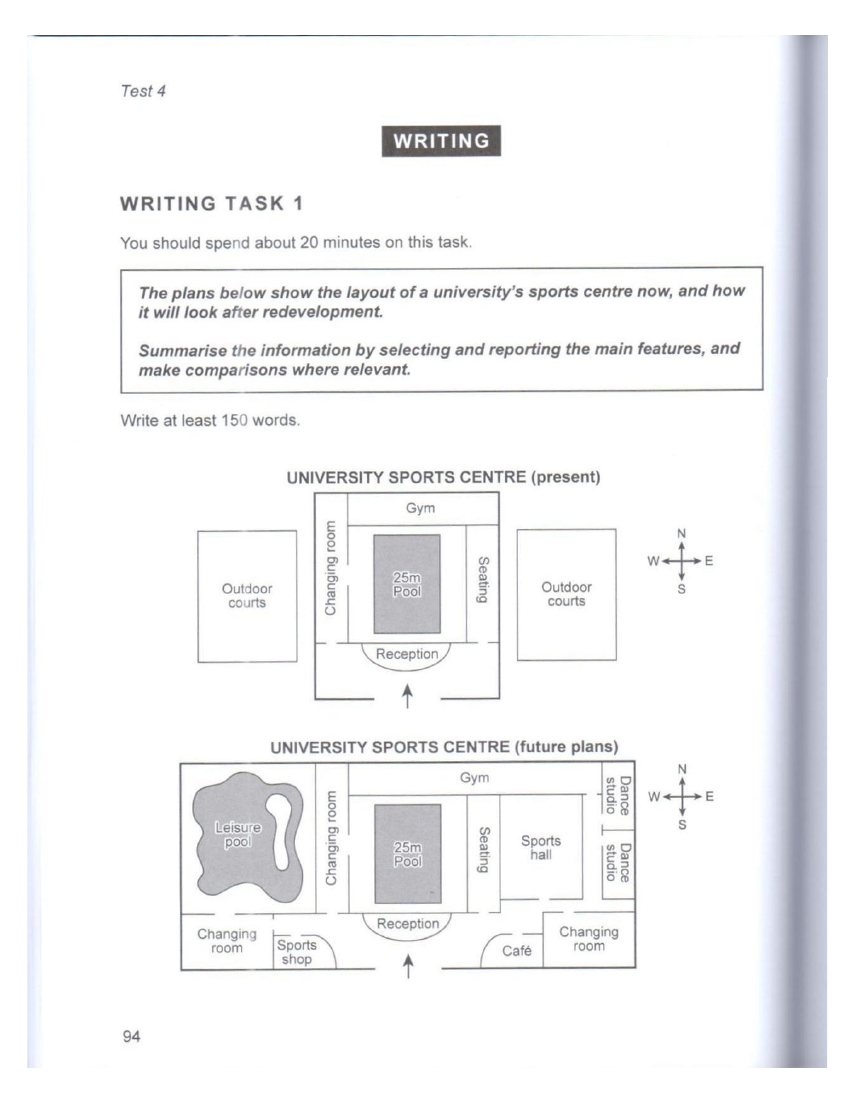 Test 4
WRITING
WRITING TASK 1
You should spend about 20 minutes on this task.
The plans below show the layout of a university's sports centre now, and how
it will look after redevelopment.
Summarise the information by selecting and reporting the main features, and
make comparisons where relevant.
Write at least 150 words.
UNIVERSITY SPORTS CENTRE (present)
Gym
Changing room
25m
Pool
Seating
Outdoor
courts
Outdoor
courts
Reception
N
W E
S
UNIVERSITY SPORTS CENTRE (future plans)
Gym
Leisure
pool
Changing room
25m
Pool
Seating
Sports
hall
Dance
studio
Dance
studio
Reception
Changing
room
Sports
shop
Café
Changing
room
N
W E
S
94